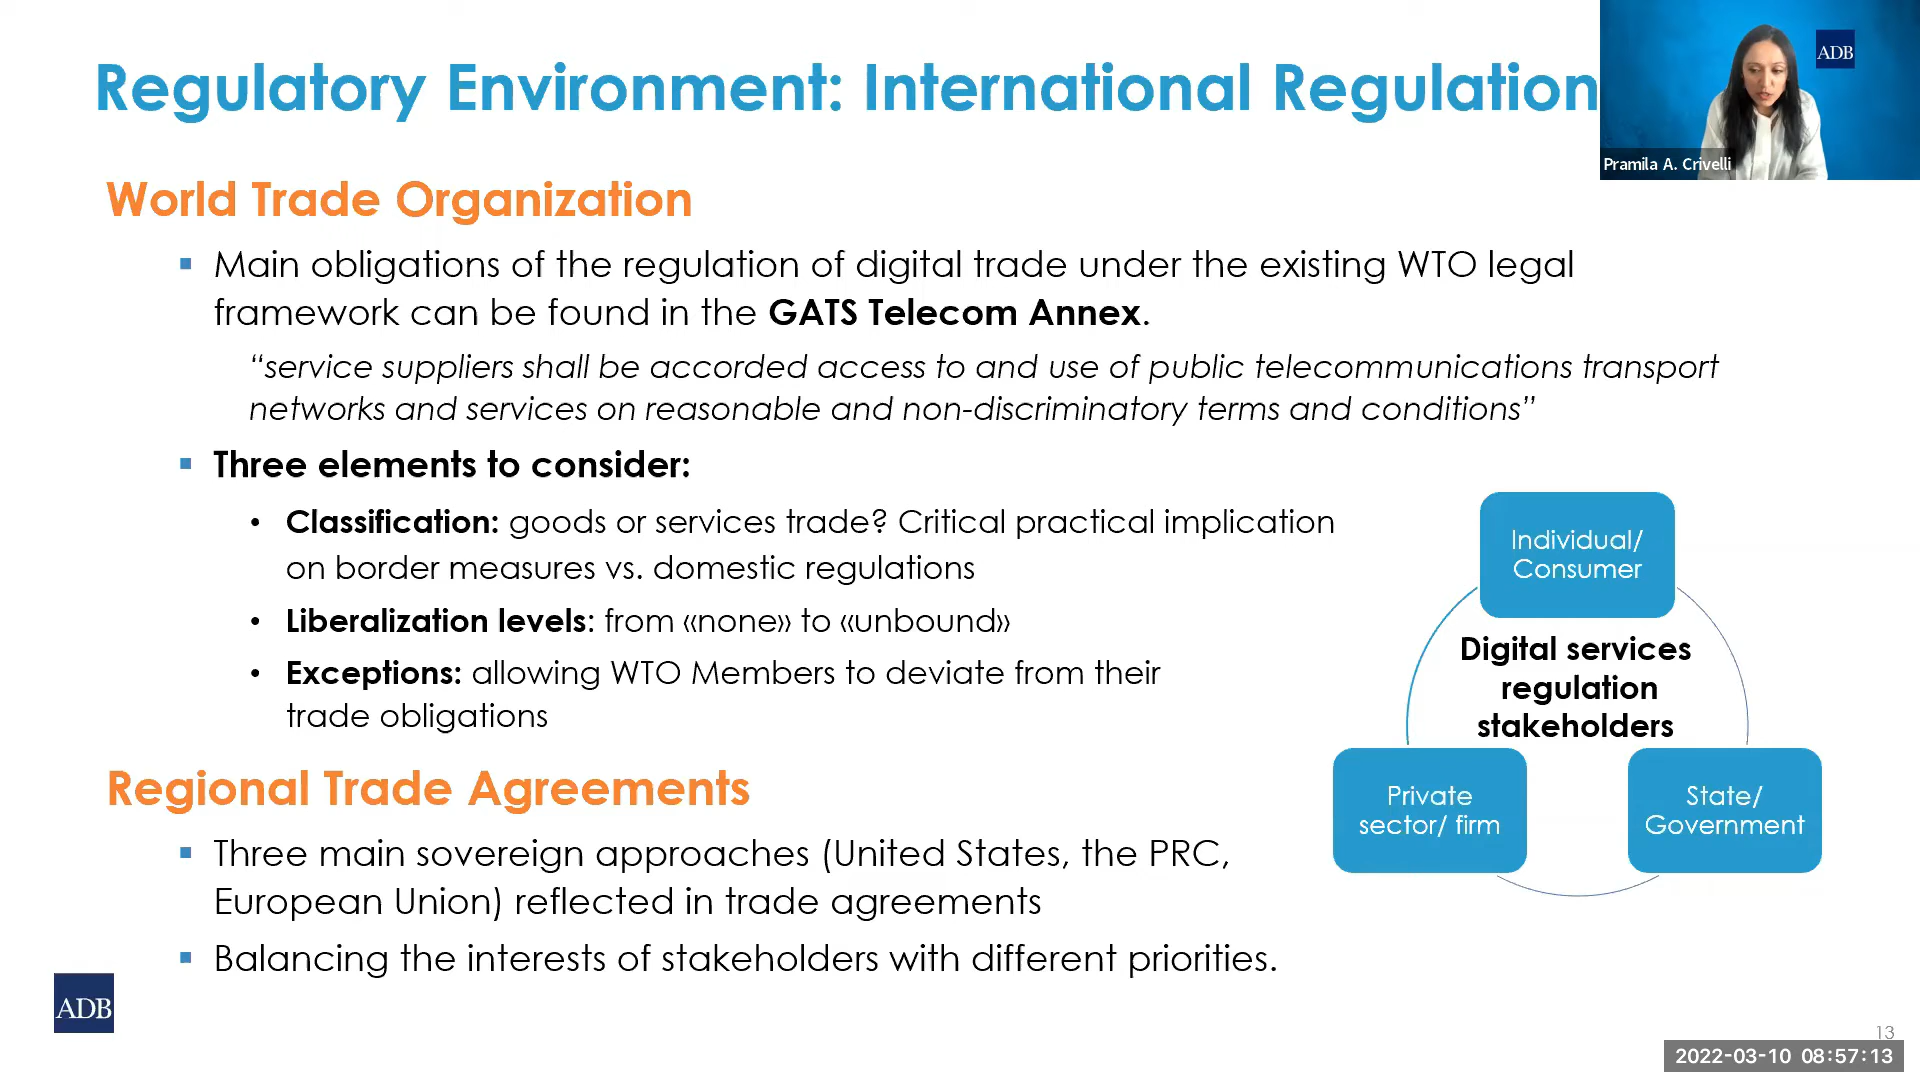 Regulatory Environment: International Regulation
ADB
Pramila A. Crivelli
World Trade Organization
▪ Main obligations of the regulation of digital trade under the existing WTO legal
framework can be found in the GATS Telecom Annex.
“service suppliers shall be accorded access to and use of public telecommunications transport
networks and services on reasonable and non-discriminatory terms and conditions”
▪ Three elements to consider:
• Classification: goods or services trade? Critical practical implication
on border measures vs. domestic regulations
• Liberalization levels: from «none» to «unbound»
• Exceptions: allowing WTO Members to deviate from their
trade obligations
Individual/
Consumer
Digital services
regulation
stakeholders
Private
sector/ firm
State/
Government
Regional Trade Agreements
▪ Three main sovereign approaches (United States, the PRC,
European Union) reflected in trade agreements
▪ Balancing the interests of stakeholders with different priorities.
ADB
13
2022-03-10 08:57:13